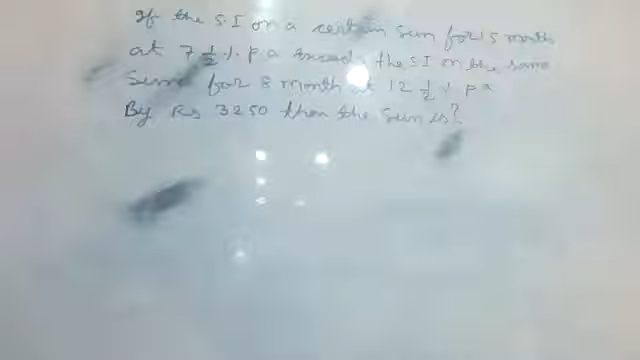 If the S.I on a certain sum for 15 month
at 7 1/2 % p.a exceeds the S I on the same
Sum for 8 month at 12 1/2 % p a
By Rs 3250 then the sum is?